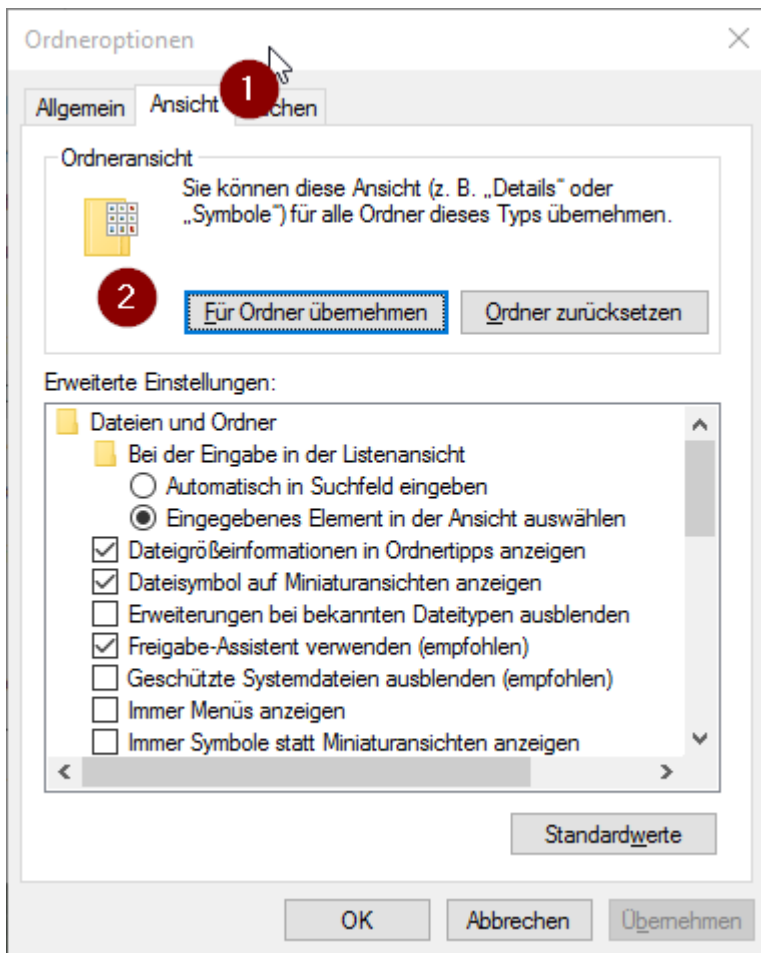 Ordneroptionen
1
Allgemein Ansicht
Ordneransicht
Sie können diese Ansicht (z. B. „Details" oder
„Symbole") für alle Ordner dieses Typs übernehmen.
2
Für Ordner übernehmen Ordner zurücksetzen
Erweiterte Einstellungen:
Dateien und Ordner
Bei der Eingabe in der Listenansicht
Automatisch in Suchfeld eingeben
Eingegebenes Element in der Ansicht auswählen
Dateigrößeinformationen in Ordnertipps anzeigen
Dateisymbol auf Miniaturansichten anzeigen
Erweiterungen bei bekannten Dateitypen ausblenden
Freigabe-Assistent verwenden (empfohlen)
Geschützte Systemdateien ausblenden (empfohlen)
Immer Menüs anzeigen
Immer Symbole statt Miniaturansichten anzeigen
Standardwerte
OK Abbrechen Übernehmen